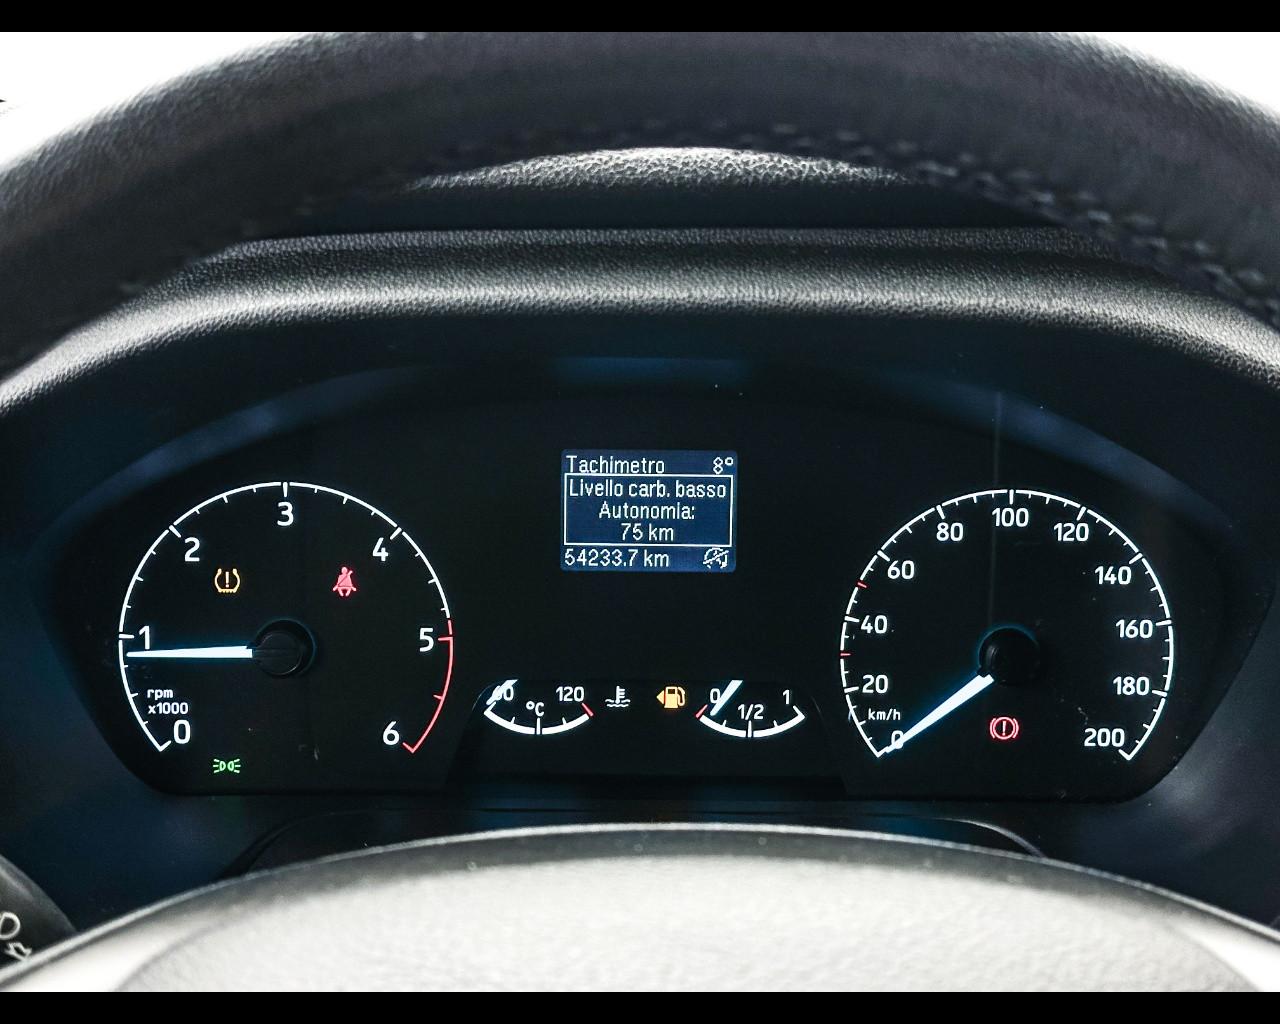 Tachimetro 8°
Livello carb. basso
Autonomia:
75 km
54233.7 km
0
1
2
3
4
5
6
rpm
x1000
60
120
°C
0
1/2
1
0
20
40
60
80
100
120
140
160
180
200
km/h